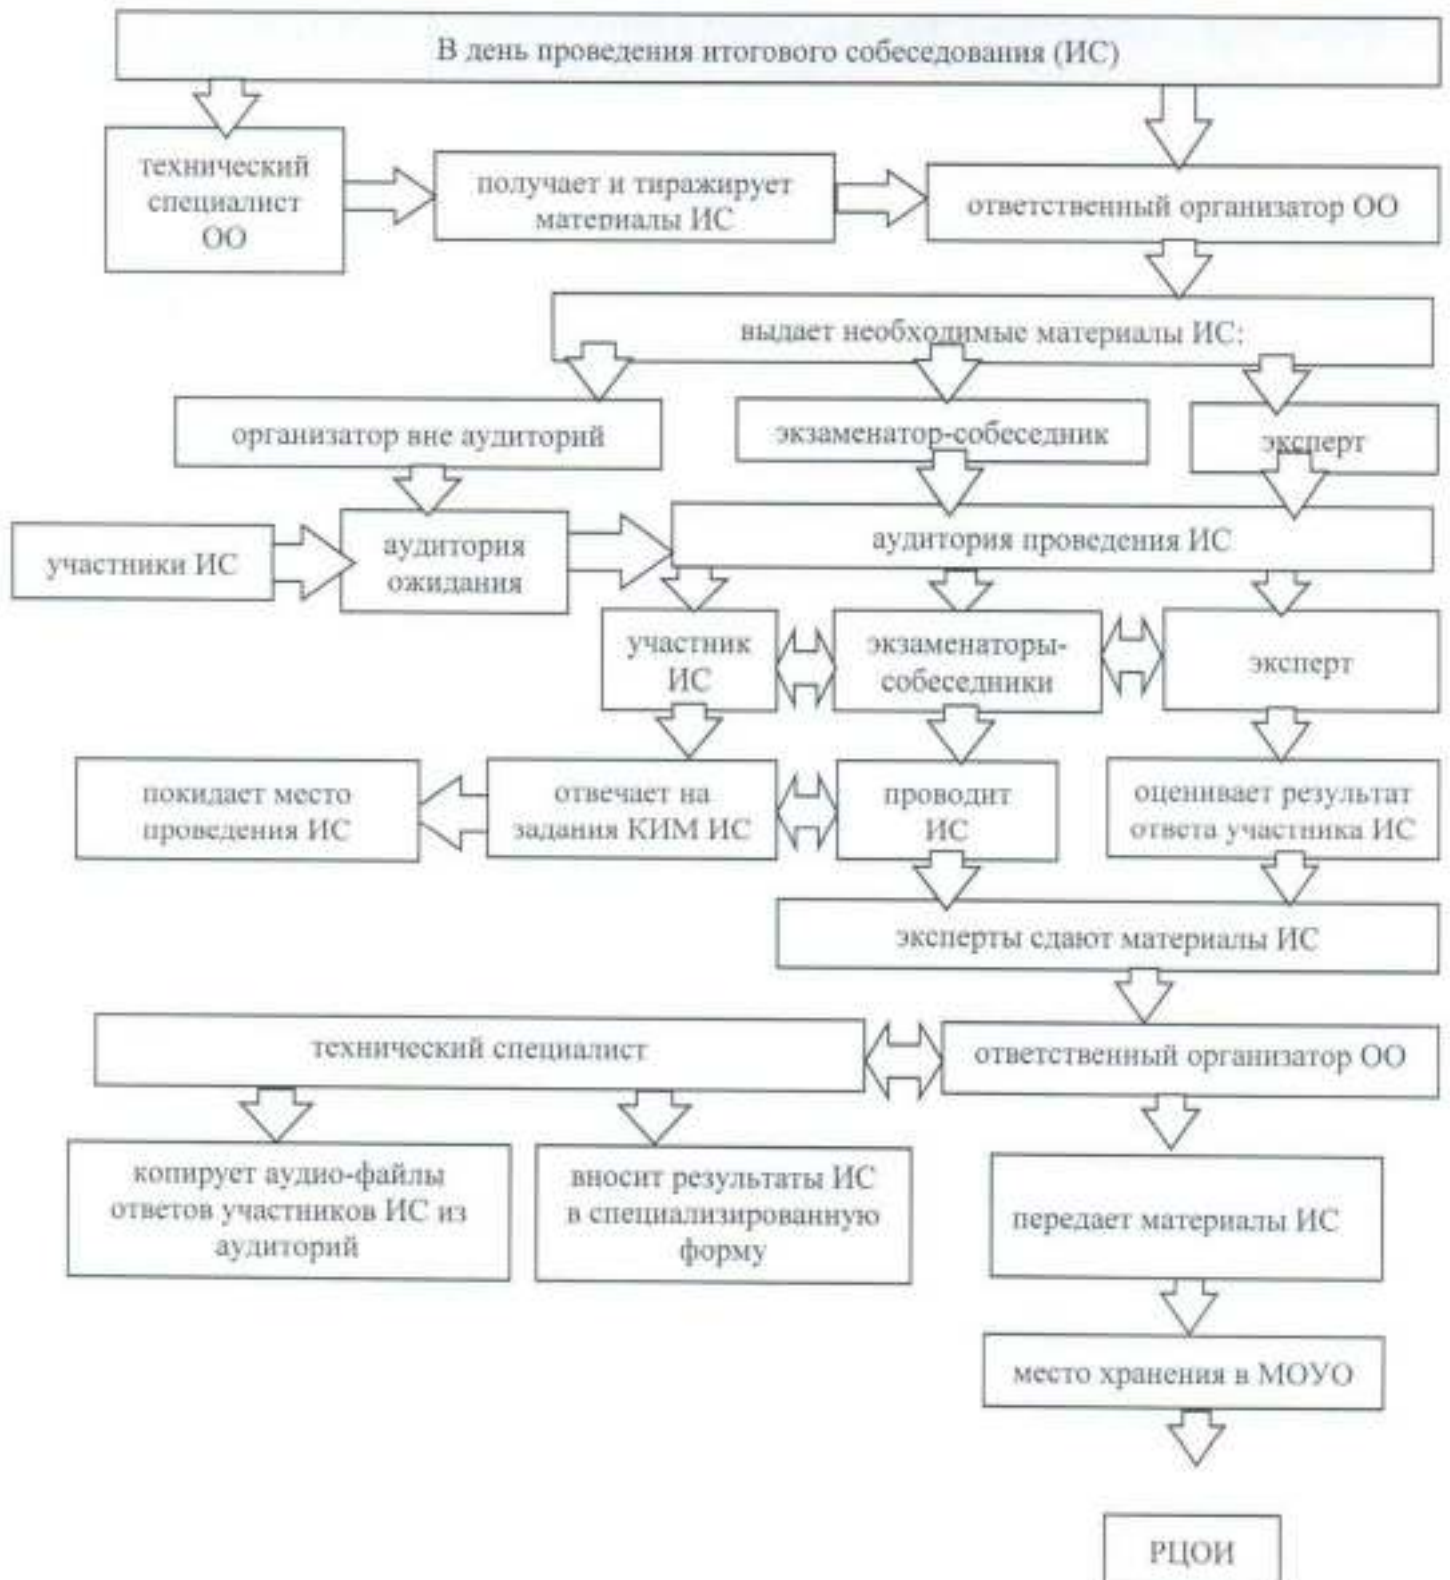 В день проведения итогового собеседования (ИС)
технический
специалист
ОО
получает и тиражирует
материалы ИС
ответственный организатор ОО
выдает необходимые материалы ИС:
организатор вне аудиторий
экзаменатор-собеседник
эксперт
участники ИС
аудитория
ожидания
аудитория проведения ИС
участник
ИС
экзаменаторы-
собеседники
эксперт
покидает место
проведения ИС
отвечает на
задания КИМ ИС
проводит
ИС
оценивает результат
ответа участника ИС
эксперты сдают материалы ИС
технический специалист
ответственный организатор ОО
копирует аудио-файлы
ответов участников ИС из
аудиторий
вносит результаты ИС
в специализированную
форму
передает материалы ИС
место хранения в МОУО
РЦОИ